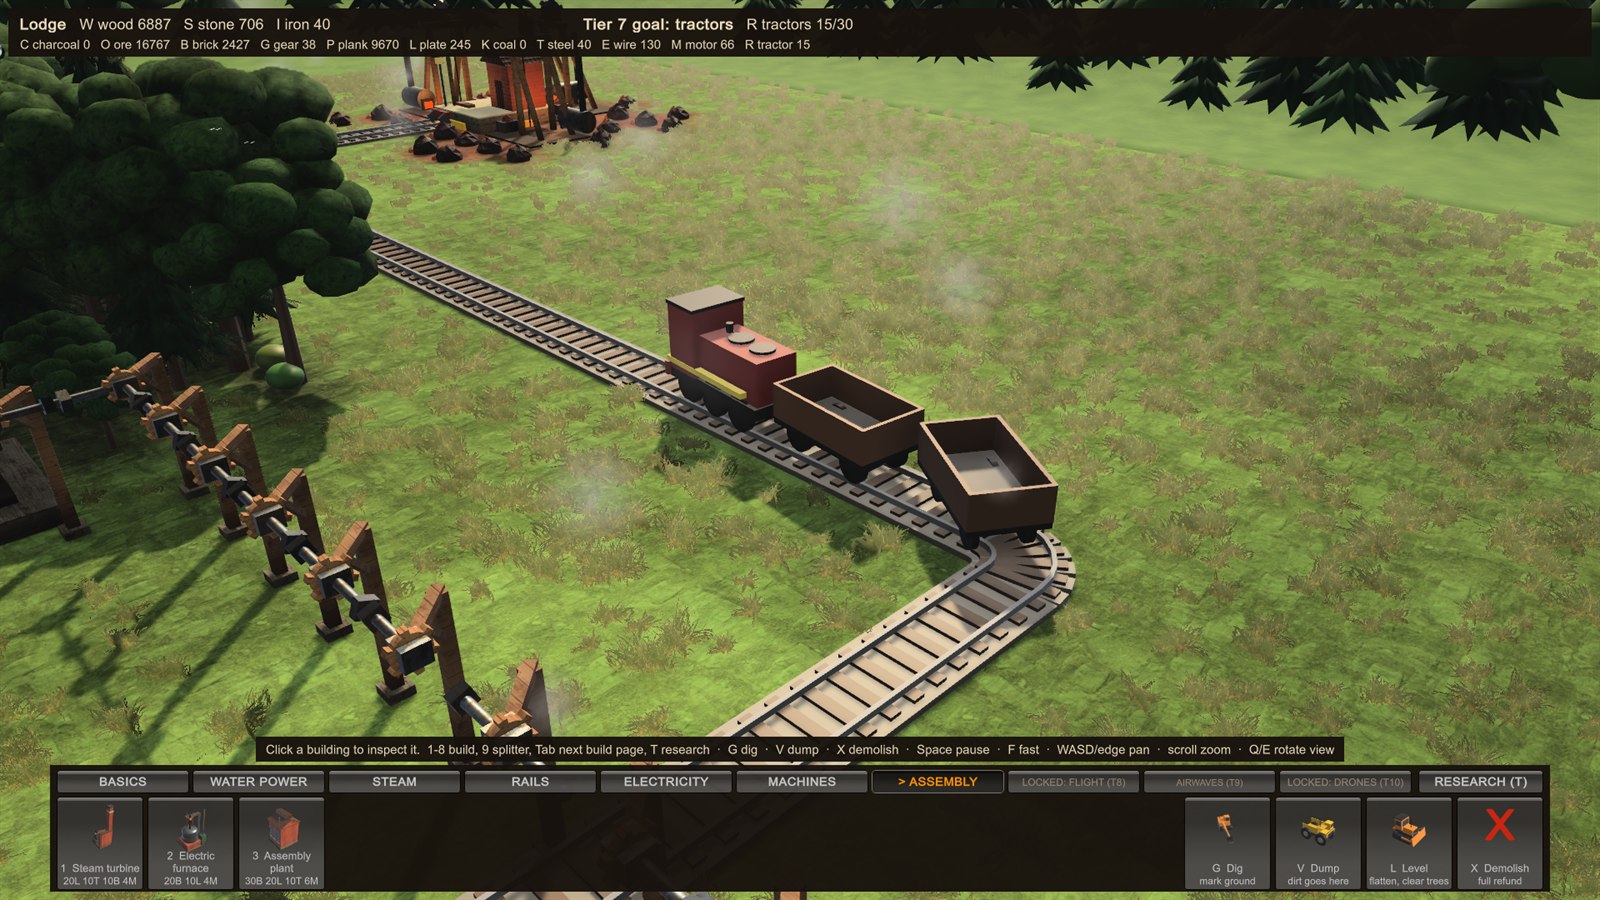 Lodge W wood 6887 S stone 706 I iron 40 Tier 7 goal: tractors R tractors 15/30
C charcoal 0 O ore 16767 B brick 2427 G gear 38 P plank 9670 L plate 245 K coal 0 T steel 40 E wire 130 M motor 66 R tractor 15
Click a building to inspect it. 1-8 build, 9 splitter, Tab next build page, T research · G dig · V dump · X demolish · Space pause · F fast · WASD/edge pan · scroll zoom · Q/E rotate view
BASICS WATER POWER STEAM RAILS ELECTRICITY MACHINES > ASSEMBLY LOCKED: FLIGHT (T8) AIRWAVES (T9) LOCKED: DRONES (T10) RESEARCH (T)
1 Steam turbine
20L 10T 10B 4M
2 Electric
furnace
20B 10L 4M
3 Assembly
plant
30B 20L 10T 6M
G Dig
mark ground
V Dump
dirt goes here
L Level
flatten, clear trees
X Demolish
full refund